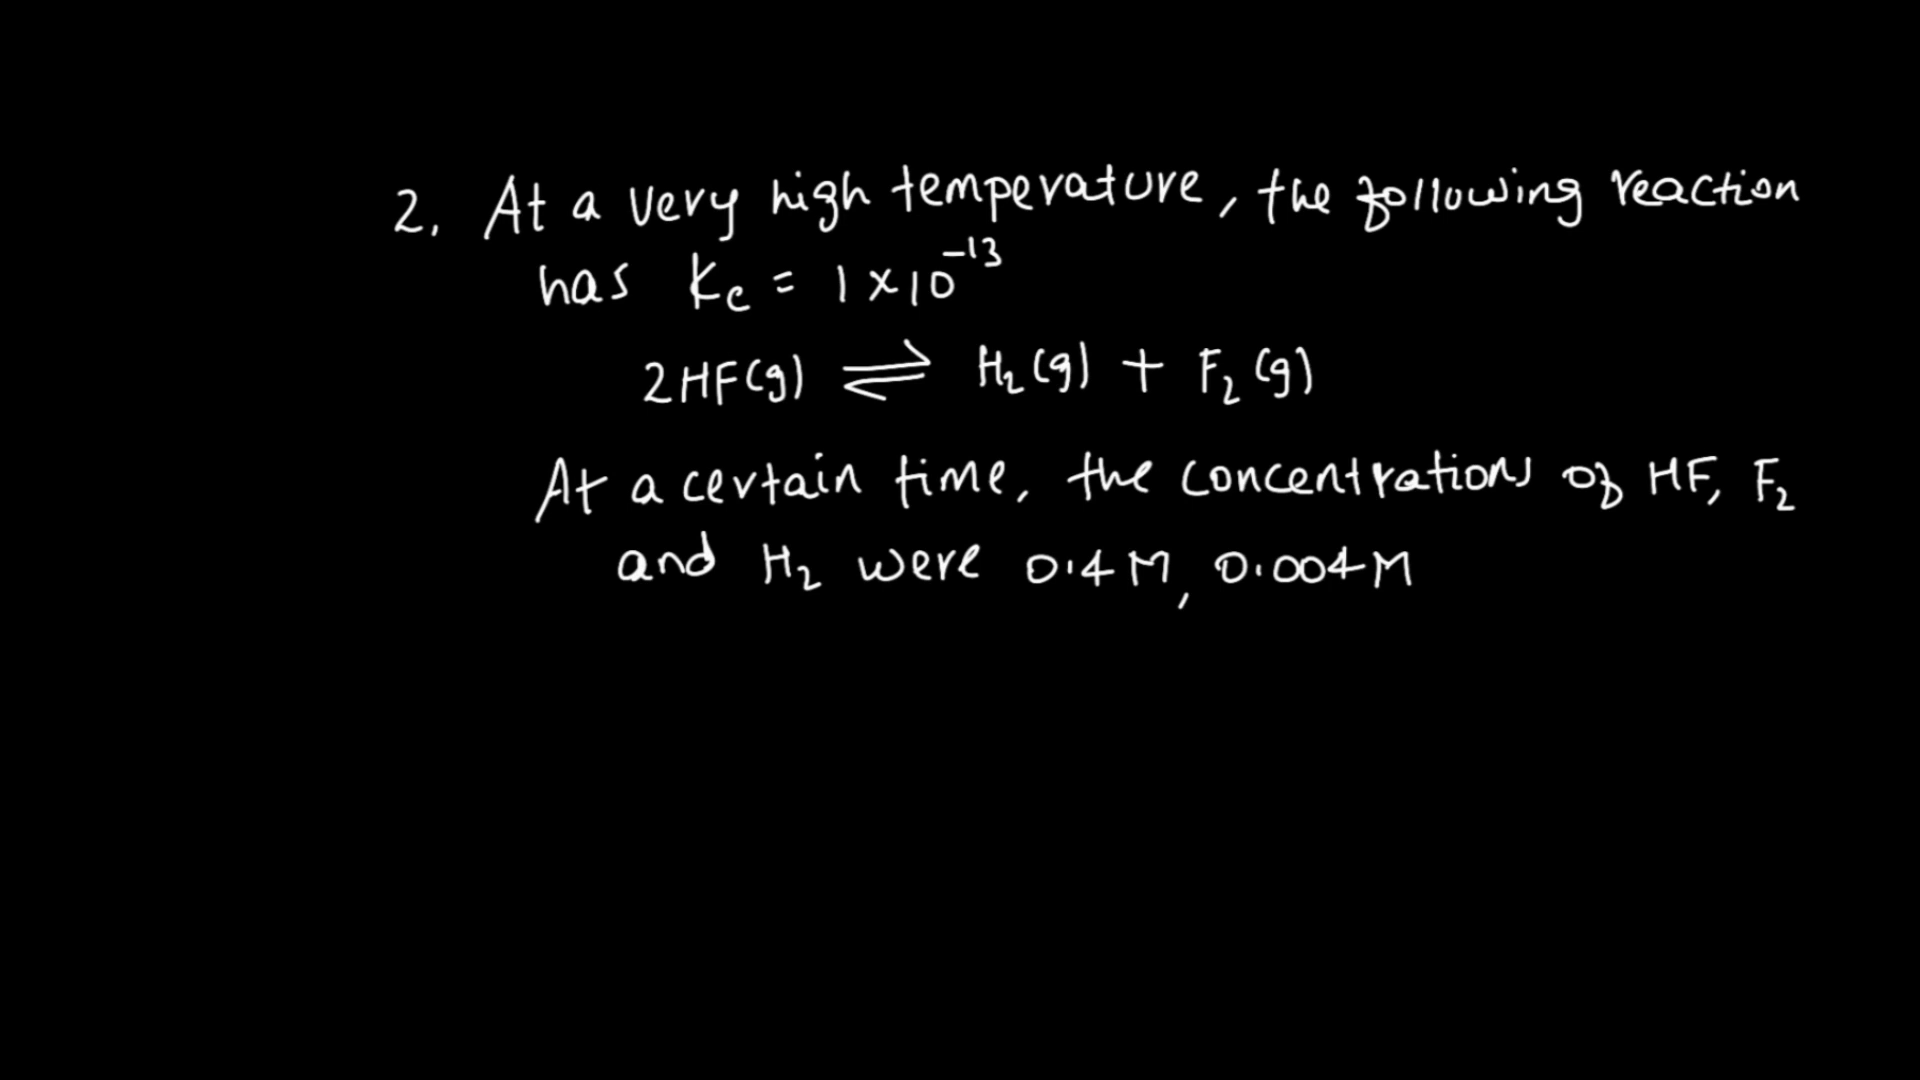 2. At a very high temperature, the following reaction
has Kc = 1 × 10⁻¹³
2HF(g) ⇌ H₂(g) + F₂(g)
At a certain time, the concentrations of HF, F₂
and H₂ were 0.4 M, 0.004 M